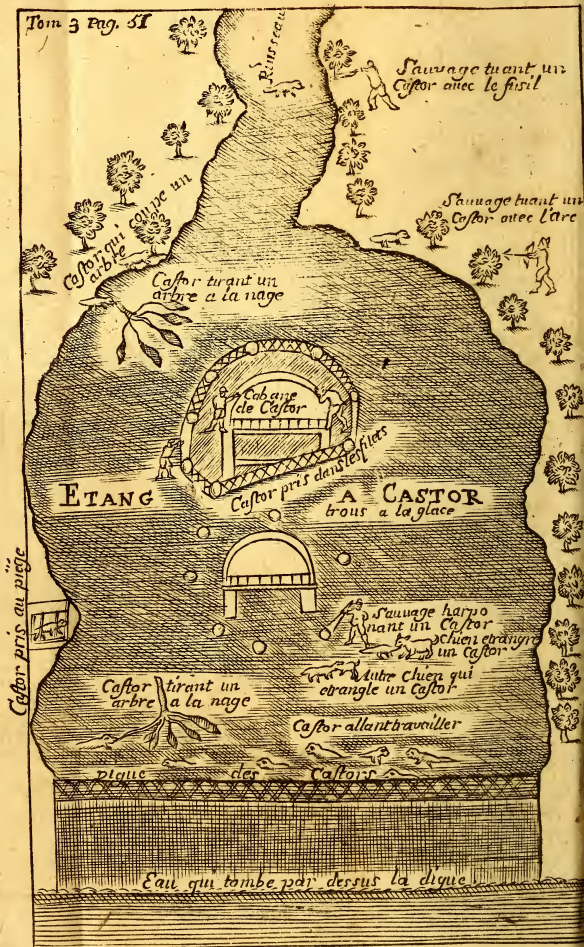 Tom 3 Pag. 51
Ruisseau
Sauvage tuant un
Castor avec le fusil
Castor qui coupe un
arbre
Sauvage tuant un
Castor avec l'arc
Castor tirant un
arbre a la nage
Cabane
de Castor
Castor pris dans les filets
ETANG A CASTOR
trous a la glace
Castor pris au piege
Sauvage harpo
nant un Castor
Chien etrangre
un Castor
Autre Chien qui
etrangle un Castor
Castor tirant un
arbre a la nage
Castor allant travailler
digue des Castors
Eau qui tombe par dessus la digue